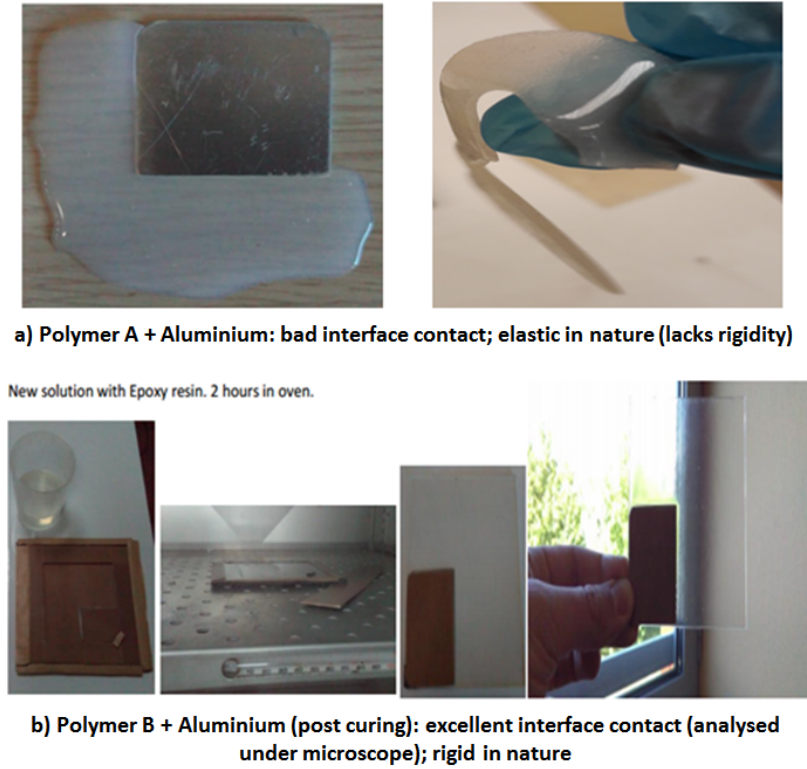 a) Polymer A + Aluminium: bad interface contact; elastic in nature (lacks rigidity)
New solution with Epoxy resin. 2 hours in oven.
b) Polymer B + Aluminium (post curing): excellent interface contact (analysed
under microscope); rigid in nature